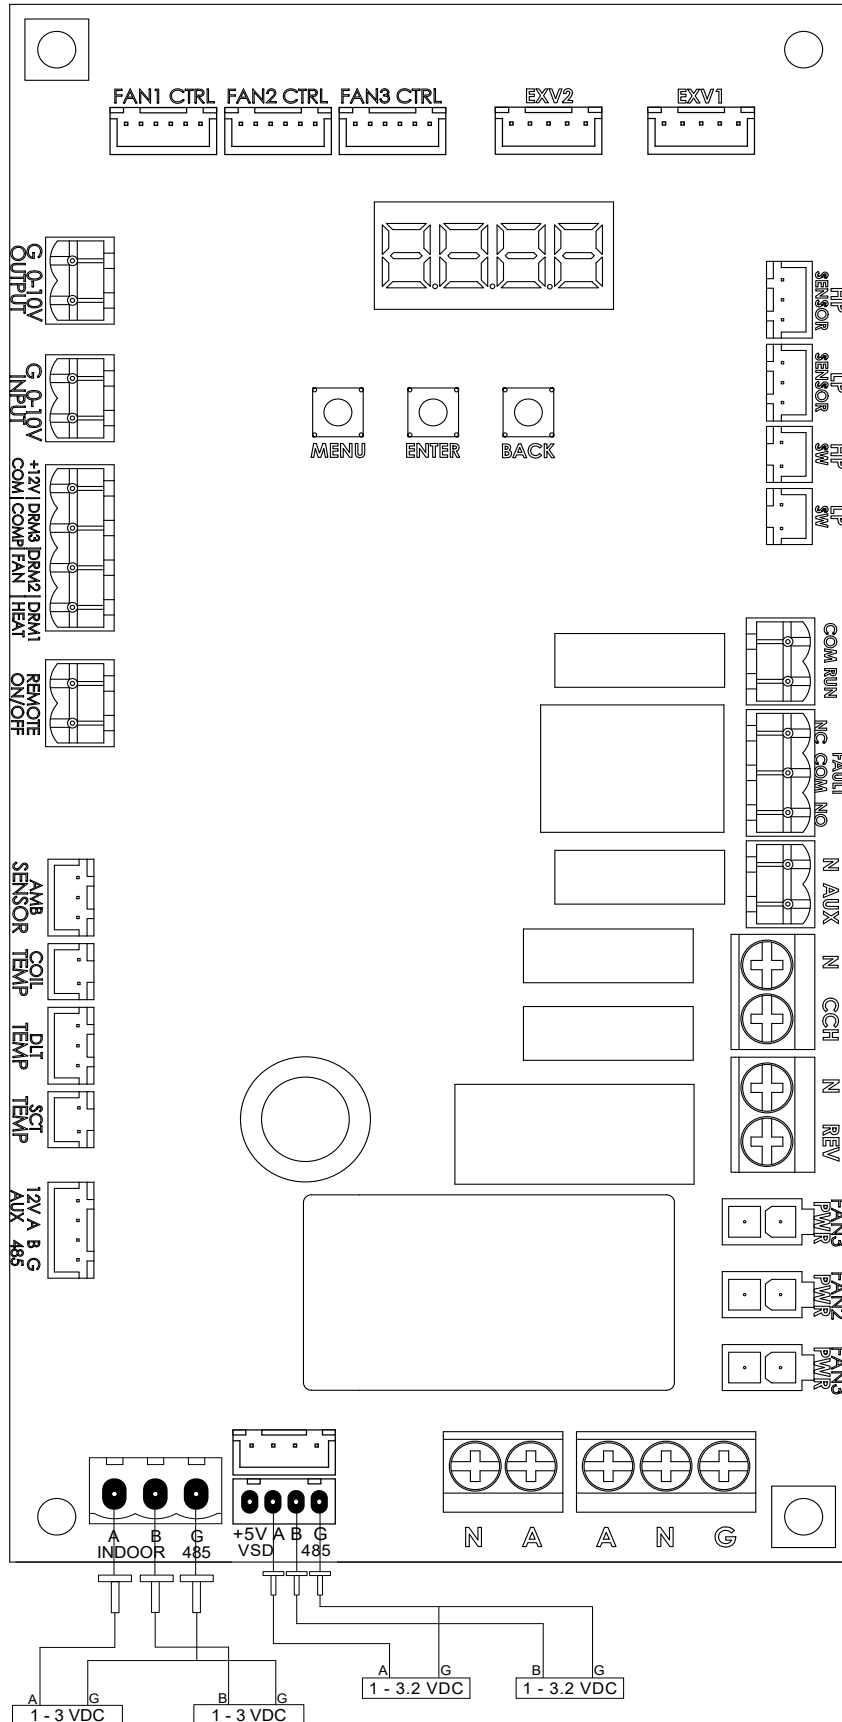 FAN1 CTRL FAN2 CTRL FAN3 CTRL EXV2 EXV1
G 0-10V
OUTPUT
G 0-10V
INPUT
+12V|DRM3|DRM2|DRM1
COM|COMP|FAN|HEAT
REMOTE
ON/OFF
MENU ENTER BACK
HP
SENSOR
LP
SENSOR
HP
SW
LP
SW
COM RUN
FAULT
NC COM NO
N AUX
N CCH
N REV
FAN3
PWR
FAN2
PWR
FAN3
PWR
AMB
SENSOR
COIL
TEMP
DLT
TEMP
SCT
TEMP
12V A B G
AUX 485
A B G
INDOOR 485
+5V A B G
VSD 485
N A A N G
A G
1 - 3.2 VDC
B G
1 - 3.2 VDC
A G
1 - 3 VDC
B G
1 - 3 VDC